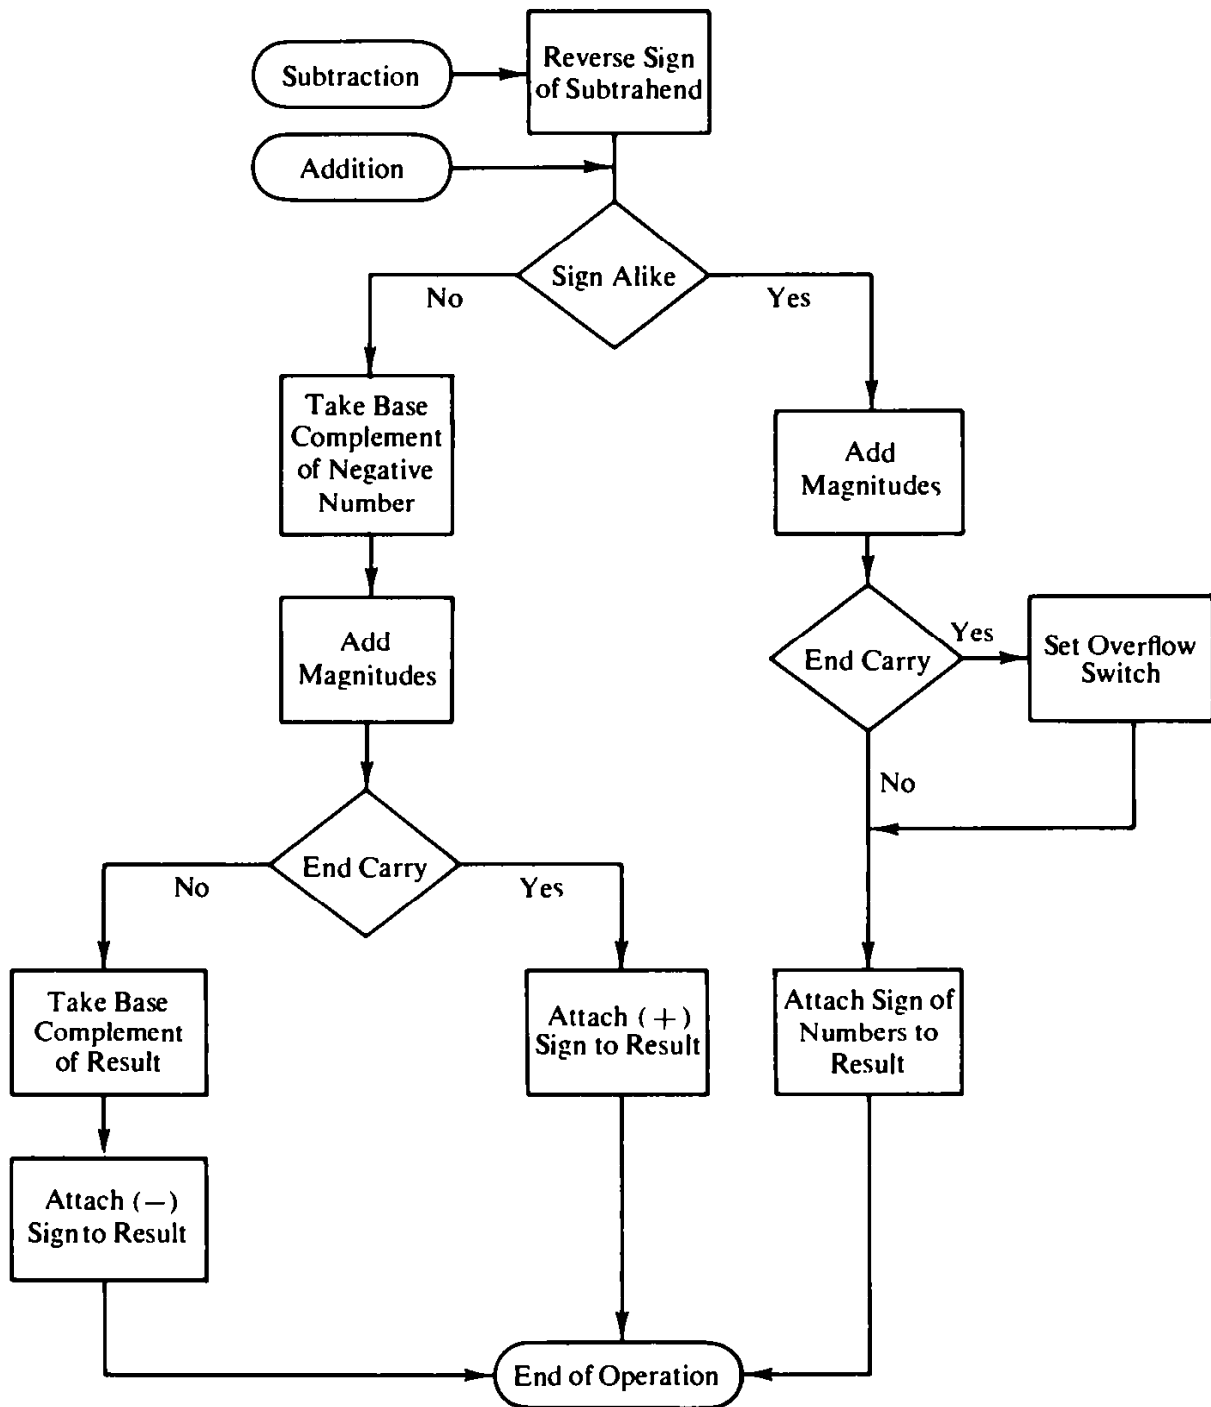 Subtraction
Reverse Sign
of Subtrahend
Addition
Sign Alike
No
Yes
Take Base
Complement
of Negative
Number
Add
Magnitudes
Add
Magnitudes
End Carry
Yes
Set Overflow
Switch
No
End Carry
No
Yes
Take Base
Complement
of Result
Attach (+)
Sign to Result
Attach Sign of
Numbers to
Result
Attach (−)
Sign to Result
End of Operation